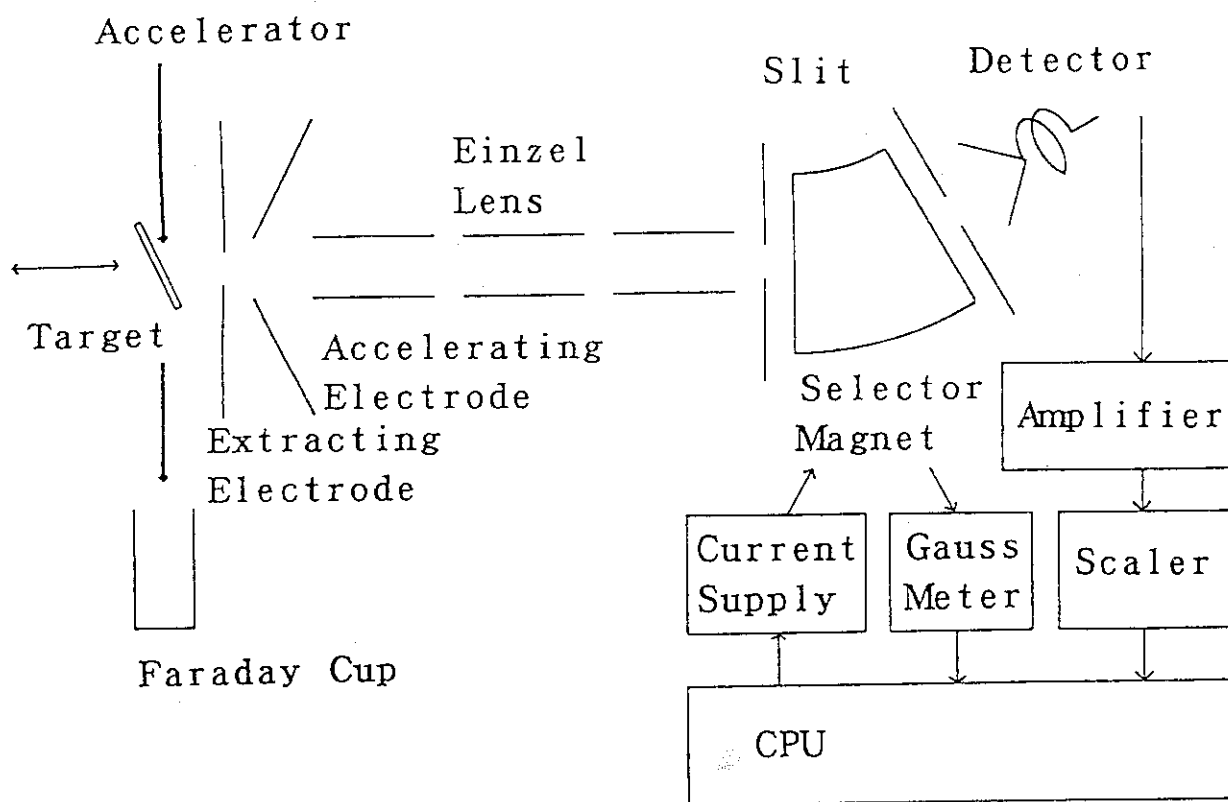 Accelerator
Slit
Detector
Einzel
Lens
Target
Accelerating
Electrode
Extracting
Electrode
Selector
Magnet
Amplifier
Current
Supply
Gauss
Meter
Scaler
Faraday Cup
CPU